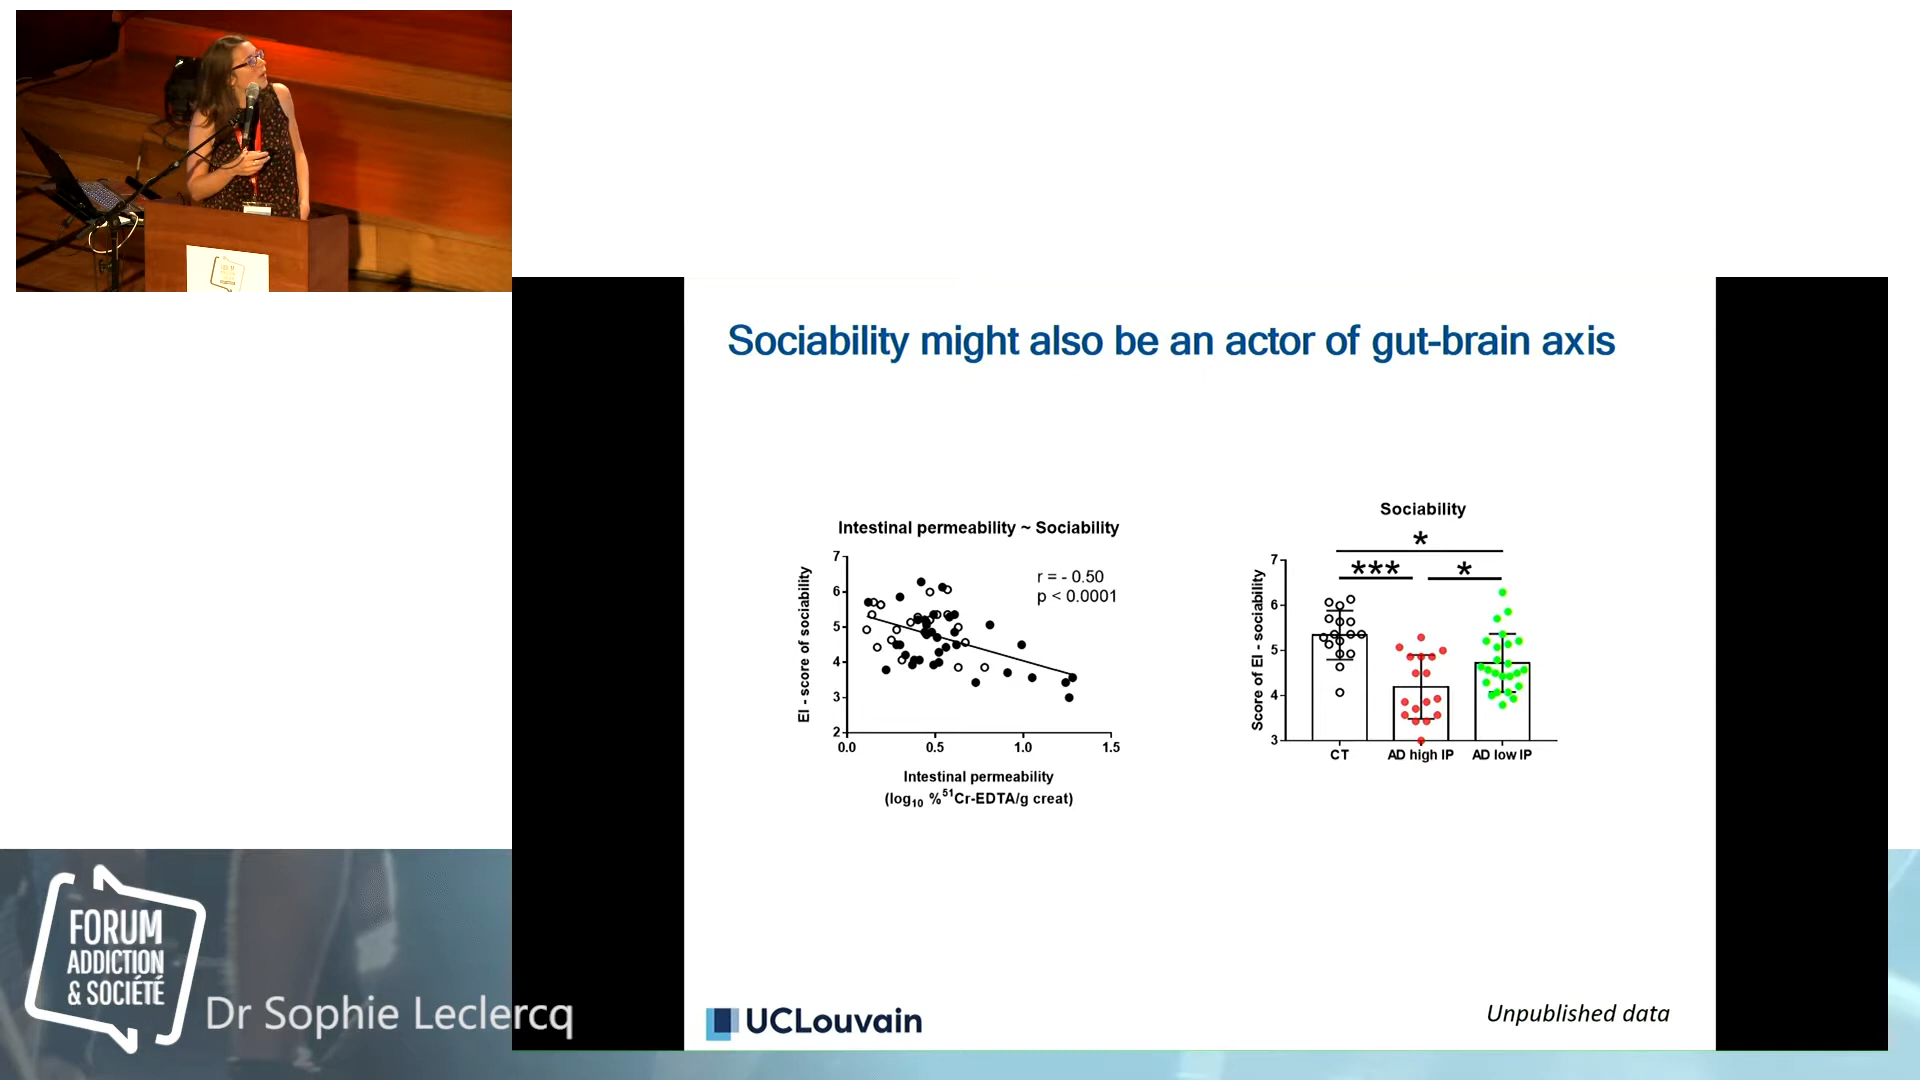 Sociability might also be an actor of gut-brain axis
Intestinal permeability ~ Sociability
EI - score of sociability
7
6
5
4
3
2
0.0 0.5 1.0 1.5
r = - 0.50
p < 0.0001
Intestinal permeability
(log10 %51Cr-EDTA/g creat)
Sociability
*
*** *
Score of EI - sociability
7
6
5
4
3
CT AD high IP AD low IP
FORUM
ADDICTION
& SOCIÉTÉ
Dr Sophie Leclercq
UCLouvain
Unpublished data